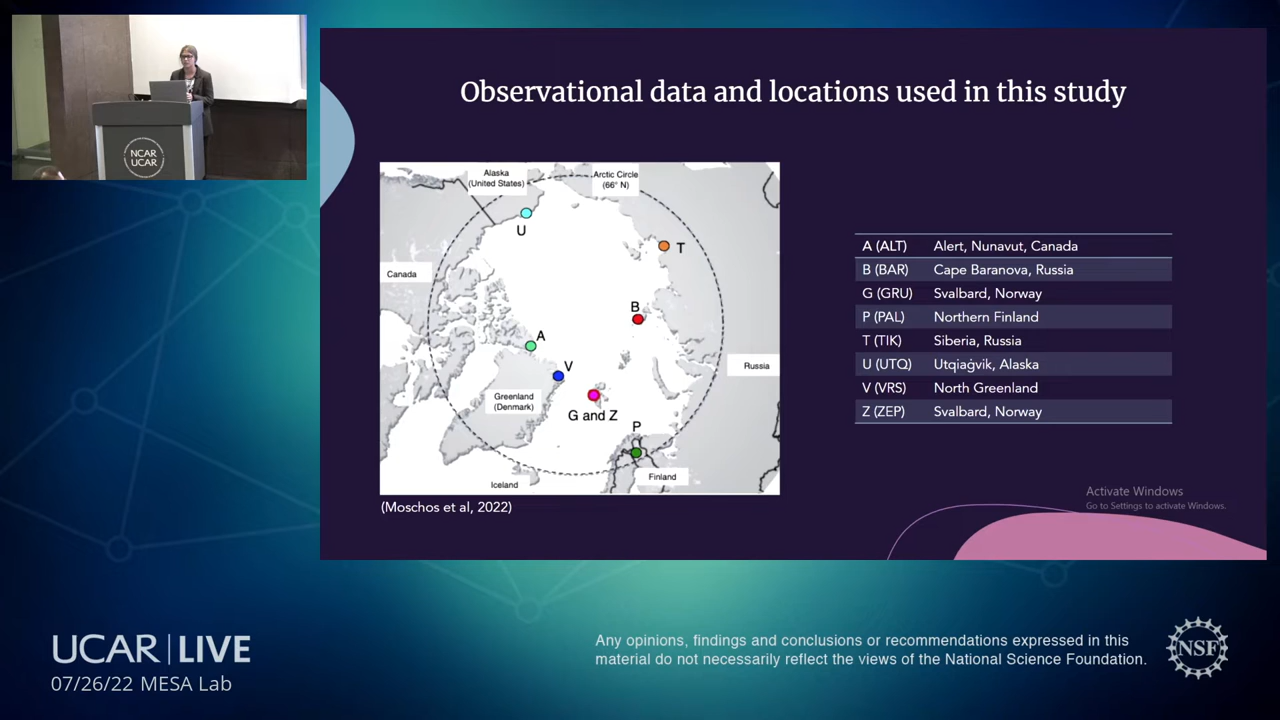 NCAR
UCAR
Observational data and locations used in this study
Alaska
(United States)
Arctic Circle
(66° N)
U
T
Canada
B
A
V
Russia
Greenland
(Denmark)
G and Z
P
Finland
Iceland
(Moschos et al, 2022)
A (ALT) Alert, Nunavut, Canada
B (BAR) Cape Baranova, Russia
G (GRU) Svalbard, Norway
P (PAL) Northern Finland
T (TIK) Siberia, Russia
U (UTQ) Utqiaġvik, Alaska
V (VRS) North Greenland
Z (ZEP) Svalbard, Norway
Activate Windows
Go to Settings to activate Windows.
UCAR | LIVE
07/26/22 MESA Lab
Any opinions, findings and conclusions or recommendations expressed in this
material do not necessarily reflect the views of the National Science Foundation.
NSF